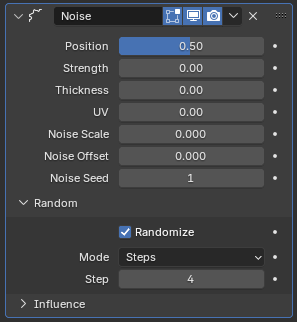 Noise
Position 0.50
Strength 0.00
Thickness 0.00
UV 0.00
Noise Scale 0.000
Noise Offset 0.000
Noise Seed 1
Random
Randomize
Mode Steps
Step 4
Influence